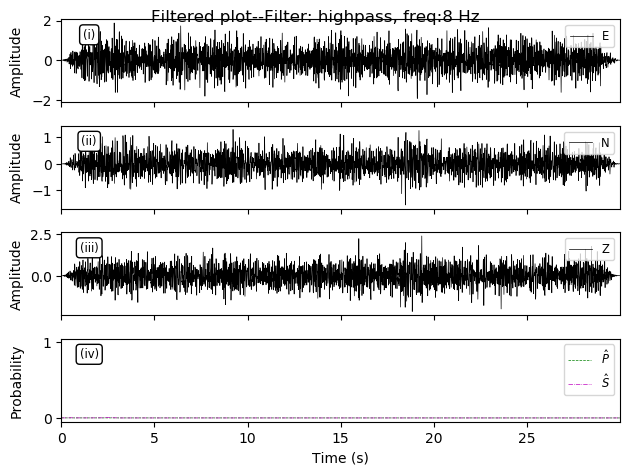 Filtered plot--Filter: highpass, freq:8 Hz
Amplitude
2
0
−2
(i)
E
Amplitude
1
0
−1
(ii)
N
Amplitude
2.5
0.0
(iii)
Z
Probability
1
0
(iv)
P̂
Ŝ
0 5 10 15 20 25
Time (s)